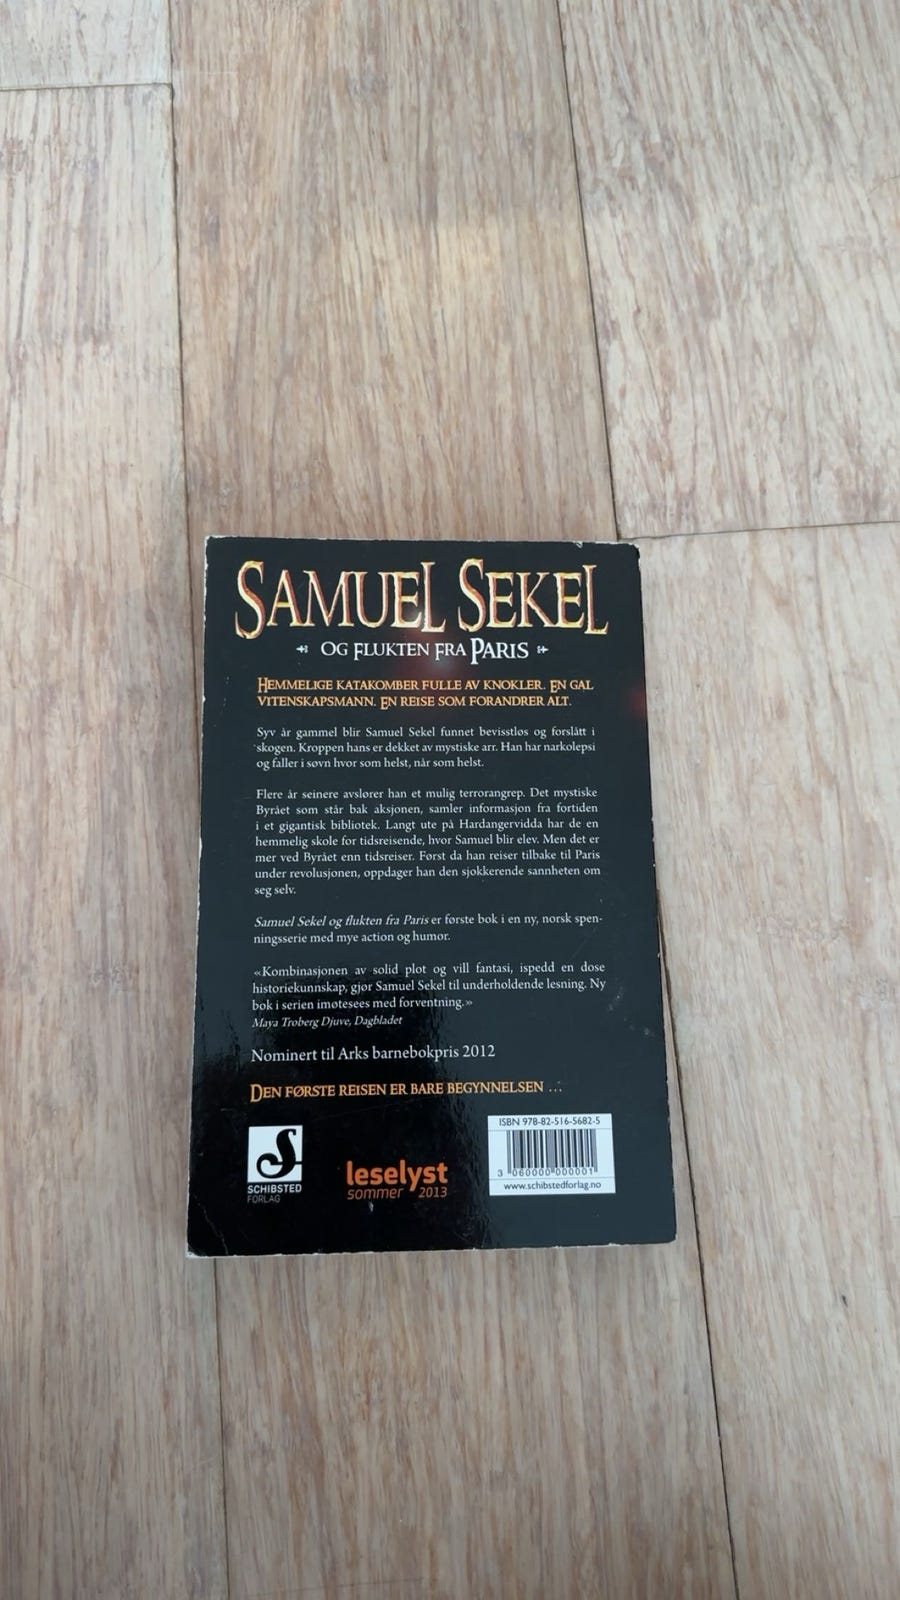 SAMUEL SEKEL
OG FLUKTEN FRA PARIS
HEMMELIGE KATAKOMBER FULLE AV KNOKLER. EN GAL
VITENSKAPSMANN. EN REISE SOM FORANDRER ALT.
Syv år gammel blir Samuel Sekel funnet bevisstløs og forslått i
skogen. Kroppen hans er dekket av mystiske arr. Han har narkolepsi
og faller i søvn hvor som helst, når som helst.
Flere år seinere avslører han et mulig terrorangrep. Det mystiske
Byrået som står bak aksjonen, samler informasjon fra fortiden
i et gigantisk bibliotek. Langt ute på Hardangervidda har de en
hemmelig skole for tidsreisende, hvor Samuel blir elev. Men det er
mer ved Byrået enn tidsreiser. Først da han reiser tilbake til Paris
under revolusjonen, oppdager han den sjokkerende sannheten om
seg selv.
Samuel Sekel og flukten fra Paris er første bok i en ny, norsk spen-
ningsserie med mye action og humor.
«Kombinasjonen av solid plot og vill fantasi, ispedd en dose
historiekunnskap, gjør Samuel Sekel til underholdende lesning. Ny
bok i serien imøtesees med forventning.»
Maya Troberg Djuve, Dagbladet
Nominert til Arks barnebokpris 2012
DEN FØRSTE REISEN ER BARE BEGYNNELSEN ...
ISBN 978-82-516-5682-5
3 060000 000001
www.schibstedforlag.no
S
SCHIBSTED
FORLAG
leselyst
sommer 2013